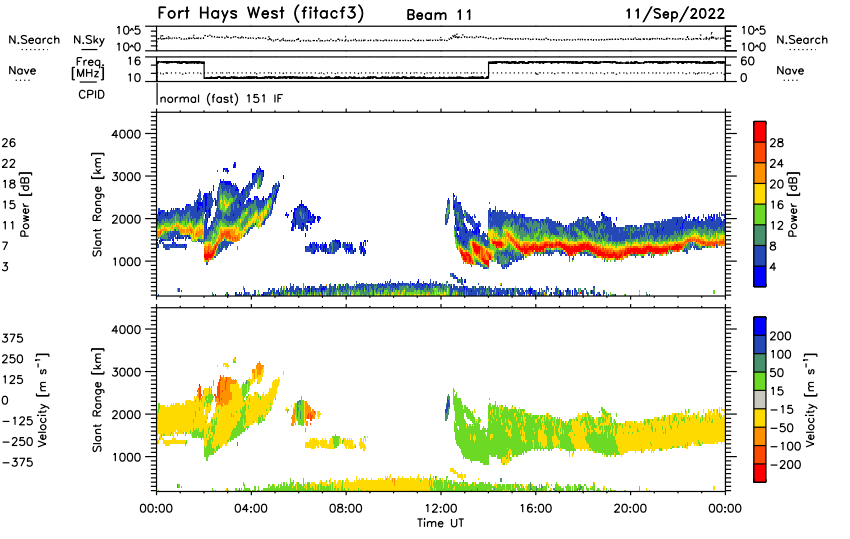 Fort Hays West (fitacf3) Beam 11 11/Sep/2022
N.Search N.Sky 10^5 10^0 10^5 10^0 N.Search
Nave Freq. [MHz] 16 10 60 0 Nave
CPID normal (fast) 151 IF
26 22 18 15 11 7 3
Power [dB]
Slant Range [km]
4000 3000 2000 1000
28 24 20 16 12 8 4
Power [dB]
375 250 125 0 -125 -250 -375
Velocity [m s⁻¹]
Slant Range [km]
4000 3000 2000 1000
200 100 50 15 -15 -50 -100 -200
Velocity [m s⁻¹]
00:00 04:00 08:00 12:00 16:00 20:00 00:00
Time UT